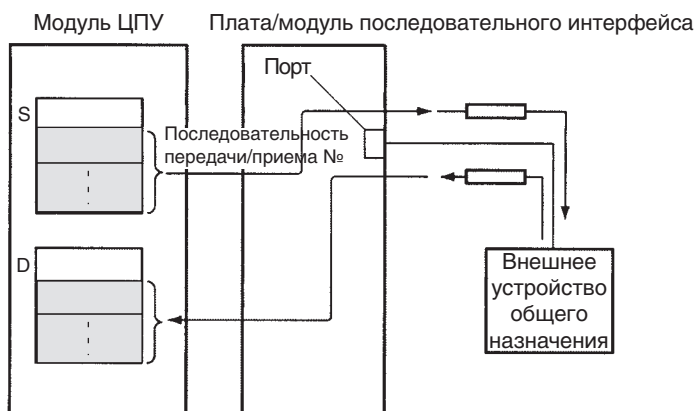 Модуль ЦПУ
Плата/модуль последовательного интерфейса
Порт
S
Последовательность
передачи/приема №
D
Внешнее
устройство
общего
назначения